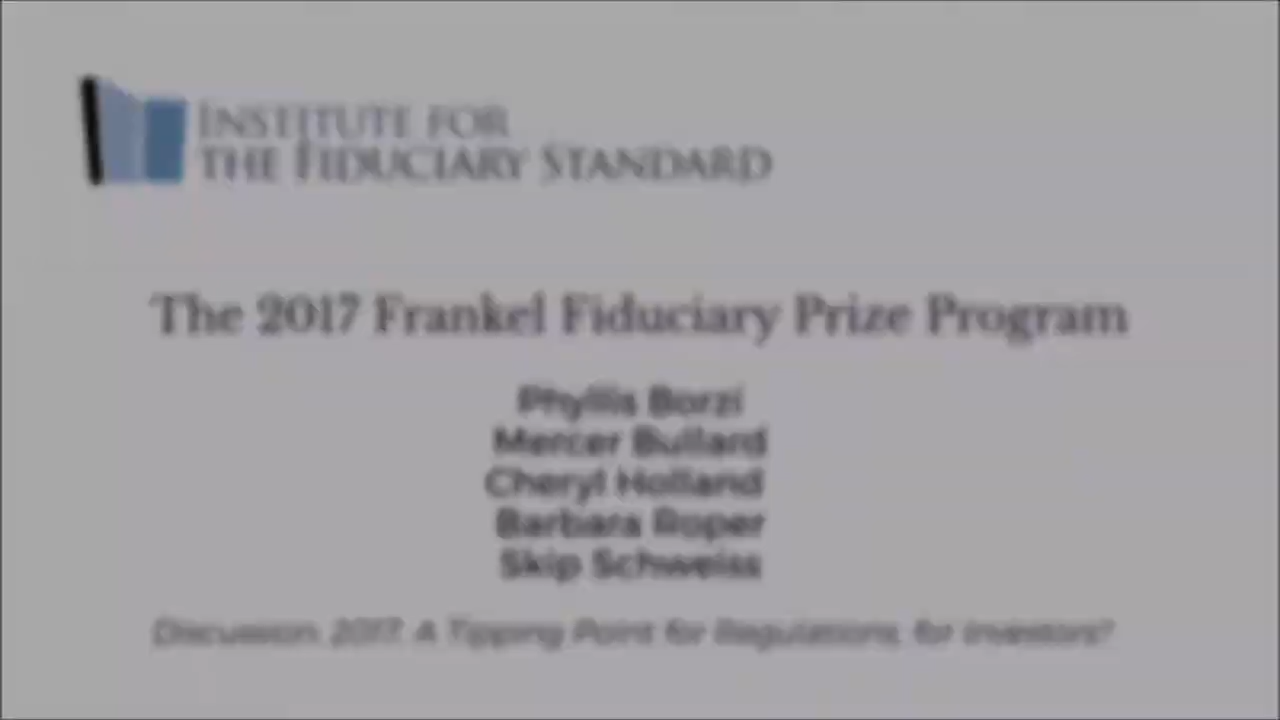 INSTITUTE FOR
THE FIDUCIARY STANDARD
The 2017 Frankel Fiduciary Prize Program
Phyllis Borzi
Mercer Bullard
Cheryl Holland
Barbara Roper
Skip Schweiss
Discussion: 2017: A Tipping Point for Regulations, for Investors?